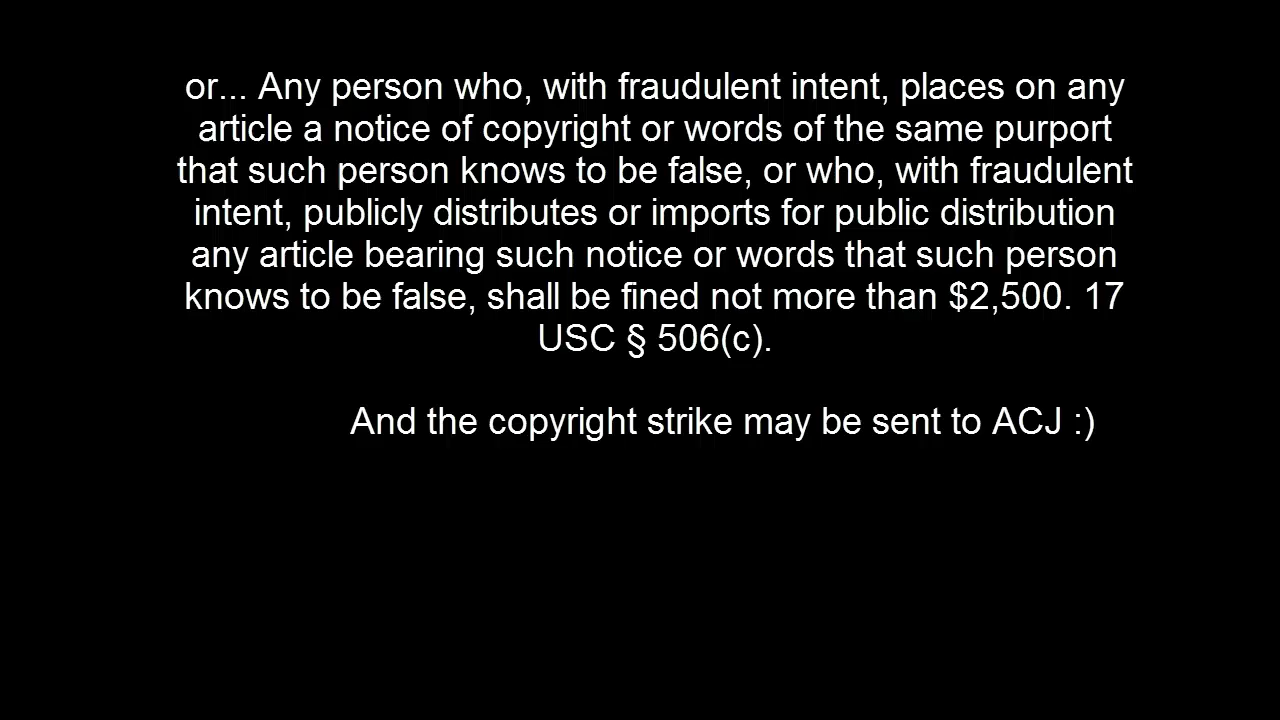 or... Any person who, with fraudulent intent, places on any
article a notice of copyright or words of the same purport
that such person knows to be false, or who, with fraudulent
intent, publicly distributes or imports for public distribution
any article bearing such notice or words that such person
knows to be false, shall be fined not more than $2,500. 17
USC § 506(c).
And the copyright strike may be sent to ACJ :)